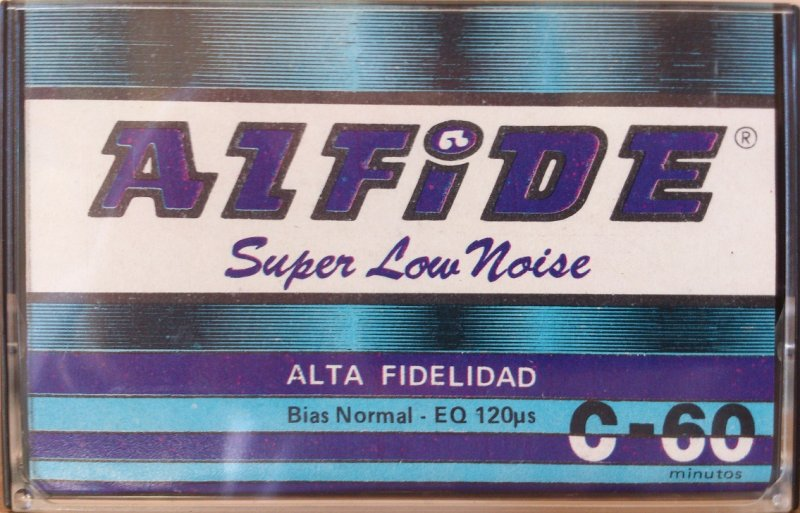 ALFiDE ®
Super Low Noise
ALTA FIDELIDAD
Bias Normal - EQ 120µs
C-60
minutos